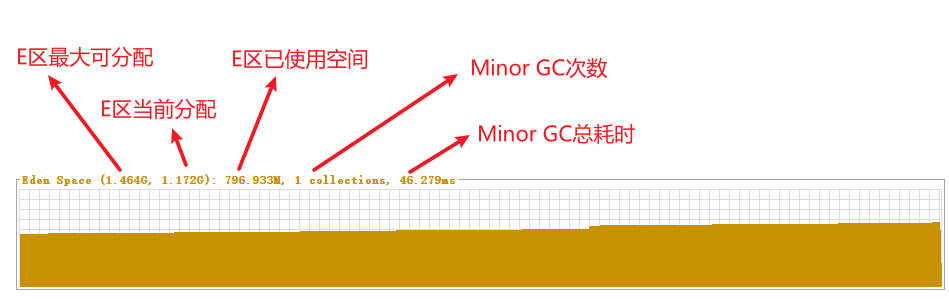 E区最大可分配
E区已使用空间
Minor GC次数
E区当前分配
Minor GC总耗时
Eden Space (1.464G, 1.172G): 796.933M, 1 collections, 46.279ms